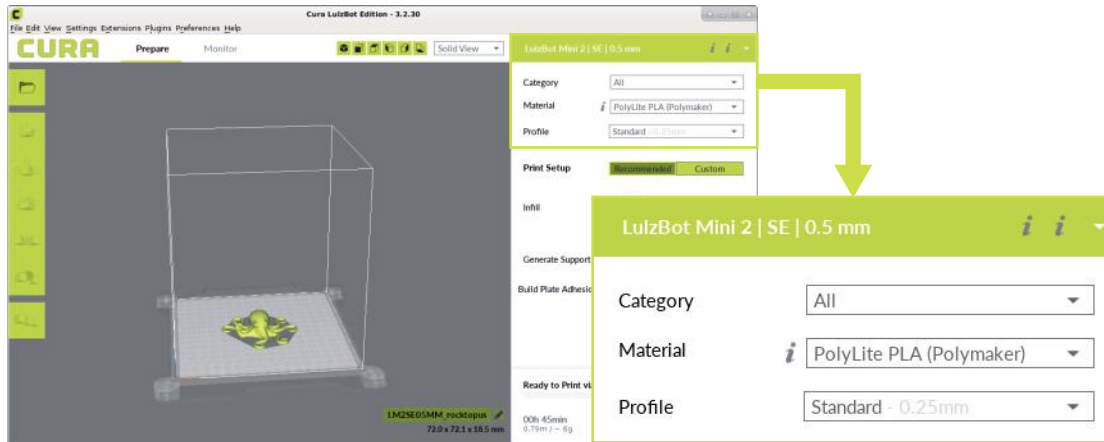 Cura LulzBot Edition - 3.2.30
File Edit View Settings Extensions Plugins Preferences Help
CURA Prepare Monitor Solid View
LulzBot Mini 2 | SE | 0.5 mm i i
Category All
Material i PolyLite PLA (Polymaker)
Profile Standard - 0.25mm
Print Setup Recommended Custom
Infill
Generate Support
Build Plate Adhesio
Ready to Print vi
00h 45min
0.79m / ~ 6g
LM2SE05MM_rocktopus
72.0 x 72.1 x 18.5 mm
LulzBot Mini 2 | SE | 0.5 mm i i
Category All
Material i PolyLite PLA (Polymaker)
Profile Standard - 0.25mm